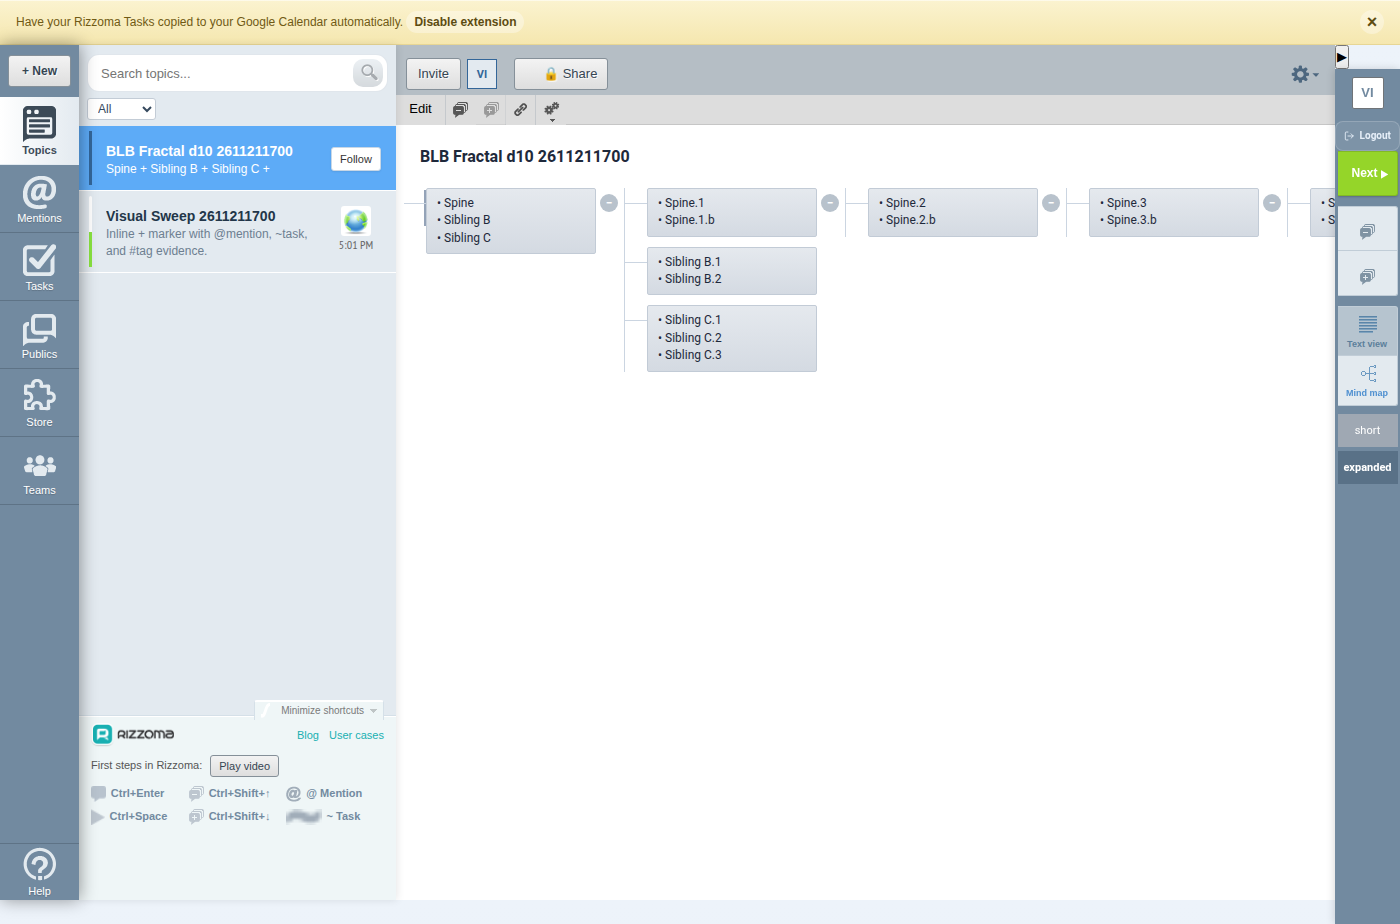 Have your Rizzoma Tasks copied to your Google Calendar automatically. Disable extension ×
+ New
Search topics...
Invite
VI
Share
VI
All
Edit
Logout
Topics
BLB Fractal d10 2611211700
Spine + Sibling B + Sibling C +
Follow
BLB Fractal d10 2611211700
Next
Mentions
Visual Sweep 2611211700
Inline + marker with @mention, ~task,
and #tag evidence.
5:01 PM
• Spine
• Sibling B
• Sibling C
• Spine.1
• Spine.1.b
• Sibling B.1
• Sibling B.2
• Sibling C.1
• Sibling C.2
• Sibling C.3
• Spine.2
• Spine.2.b
• Spine.3
• Spine.3.b
• S
• S
Tasks
Publics
Store
Teams
Text view
Mind map
short
expanded
Minimize shortcuts
RIZZOMA
Blog User cases
First steps in Rizzoma: Play video
Ctrl+Enter Ctrl+Shift+↑ @ @ Mention
Ctrl+Space Ctrl+Shift+↓ ~ Task
Help